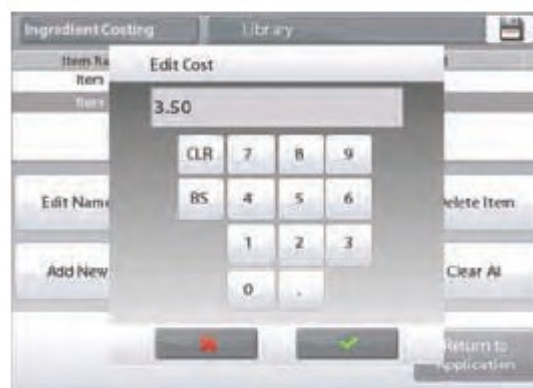 Ingredient Costing Library
Item Na
Item
Item
Edit Cost
3.50
CLR 7 8 9
BS 4 5 6
1 2 3
0 .
Edit Name
elete Item
Add New
Clear Al
Return to
Application